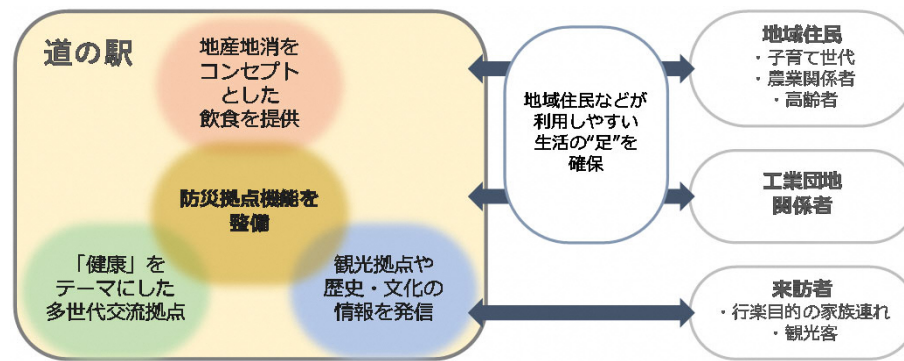 道の駅
地産地消を
コンセプト
とした
飲食を提供
防災拠点機能を
整備
「健康」を
テーマにした
多世代交流拠点
観光拠点や
歴史・文化の
情報を発信
地域住民などが
利用しやすい
生活の“足”を
確保
地域住民
・子育て世代
・農業関係者
・高齢者
工業団地
関係者
来訪者
・行楽目的の家族連れ
・観光客